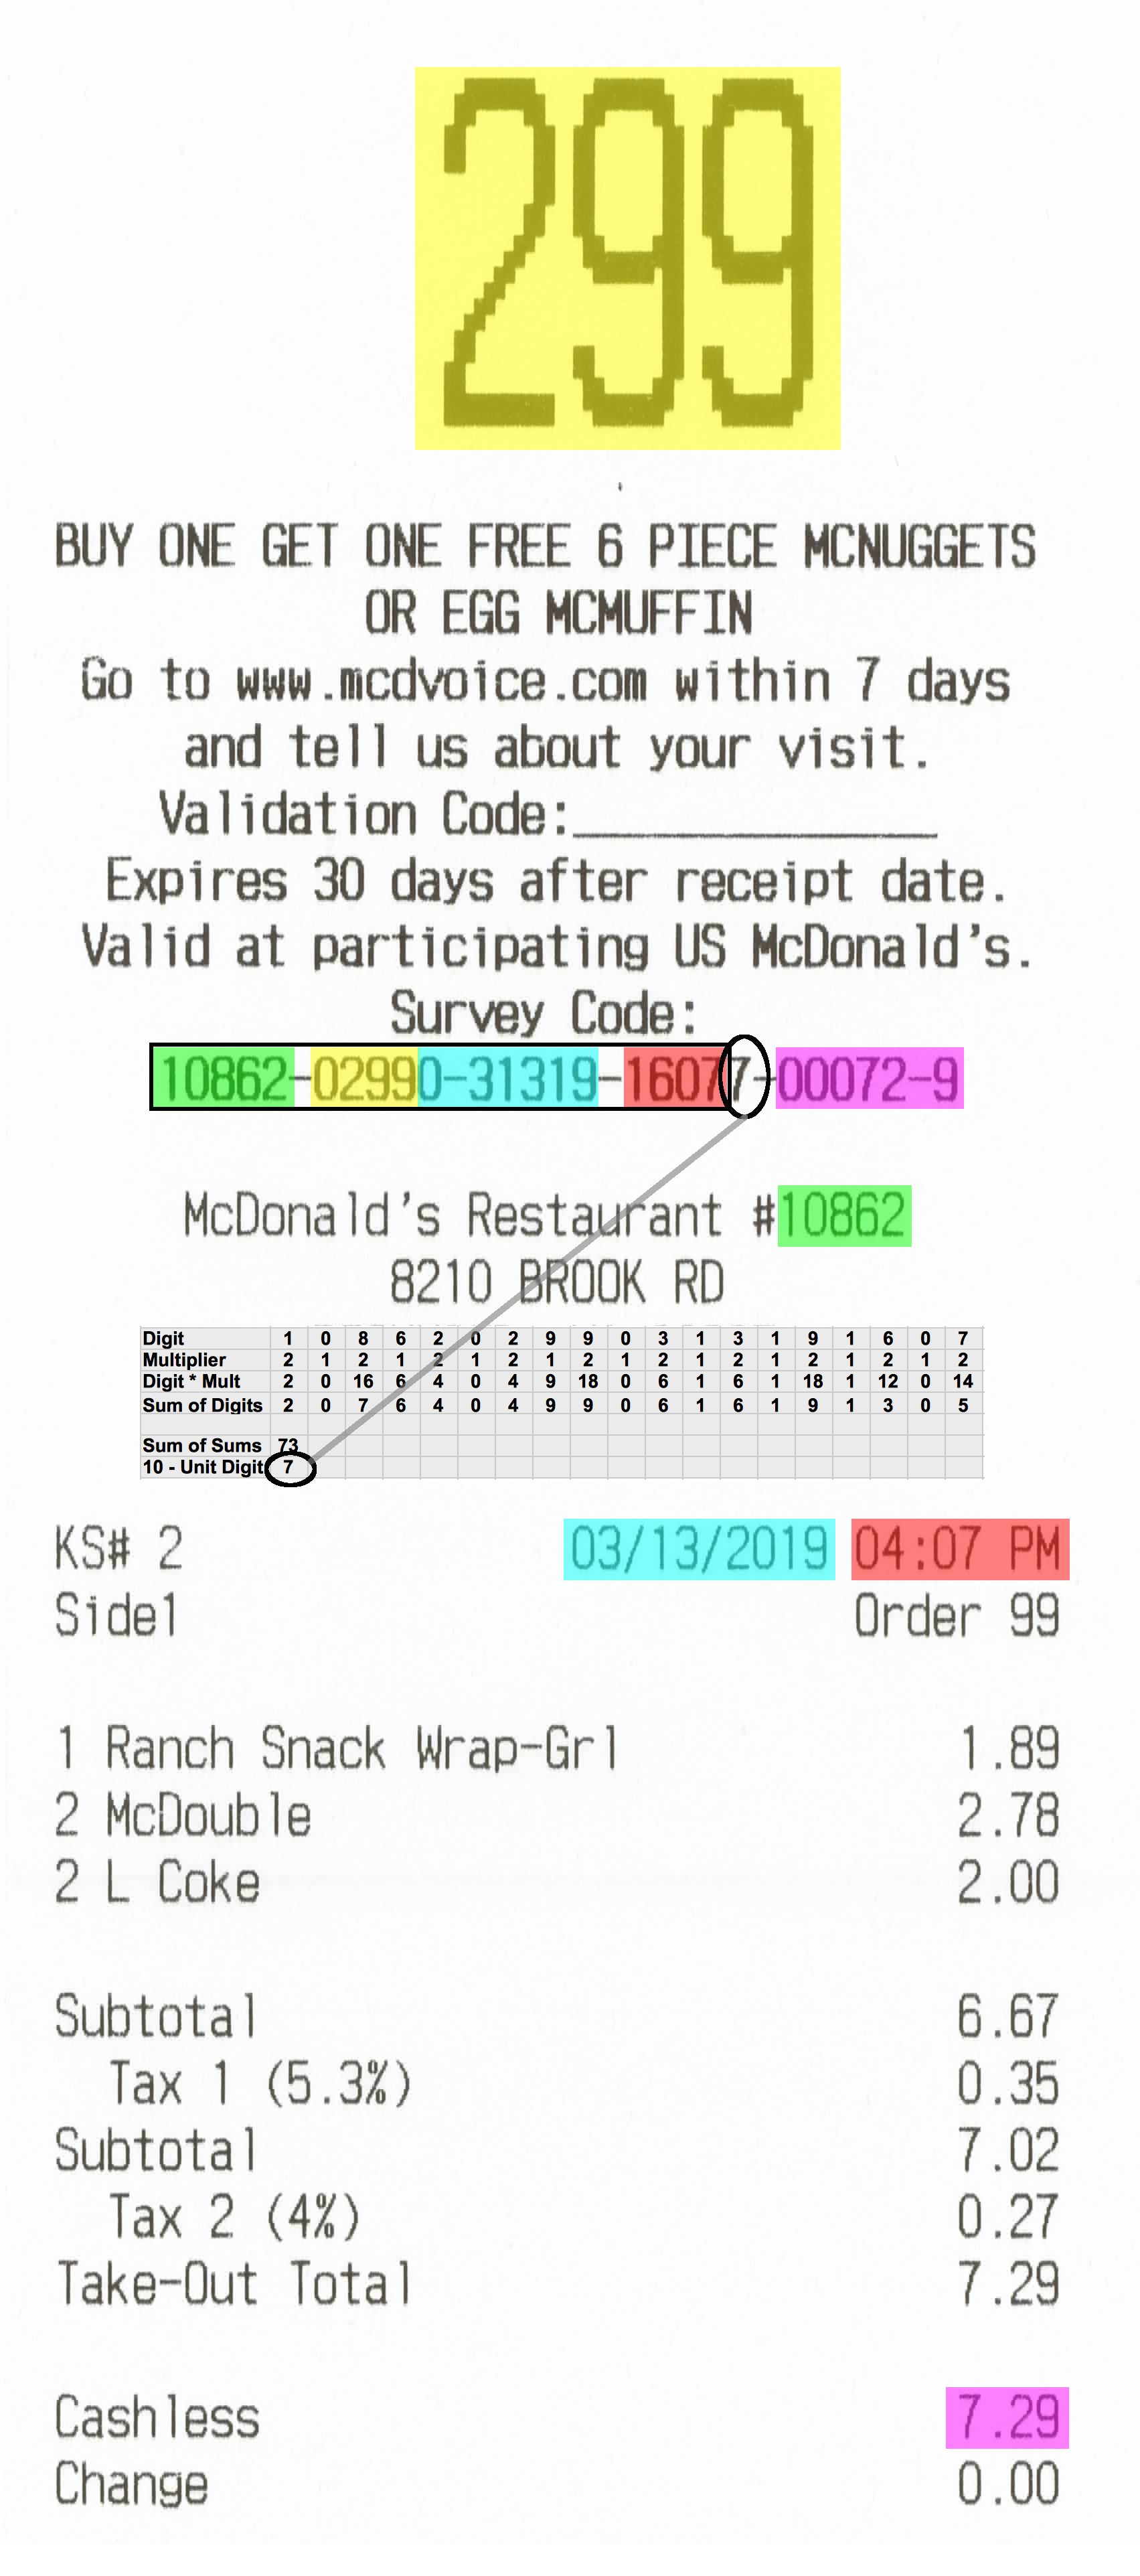 299
BUY ONE GET ONE FREE 6 PIECE MCNUGGETS
OR EGG MCMUFFIN
Go to www.mcdvoice.com within 7 days
and tell us about your visit.
Validation Code:______________
Expires 30 days after receipt date.
Valid at participating US McDonald's.
Survey Code:
10862-02990-31319-16077-00072-9
McDonald's Restaurant #10862
8210 BROOK RD
Digit 1 0 8 6 2 0 2 9 9 0 3 1 3 1 9 1 6 0 7
Multiplier 2 1 2 1 2 1 2 1 2 1 2 1 2 1 2 1 2 1 2
Digit * Mult 2 0 16 6 4 0 4 9 18 0 6 1 6 1 18 1 12 0 14
Sum of Digits 2 0 7 6 4 0 4 9 9 0 6 1 6 1 9 1 3 0 5
Sum of Sums 73
10 - Unit Digit 7
KS# 2 03/13/2019 04:07 PM
Side1 Order 99
1 Ranch Snack Wrap-Grl 1.89
2 McDouble 2.78
2 L Coke 2.00
Subtotal 6.67
Tax 1 (5.3%) 0.35
Subtotal 7.02
Tax 2 (4%) 0.27
Take-Out Total 7.29
Cashless 7.29
Change 0.00